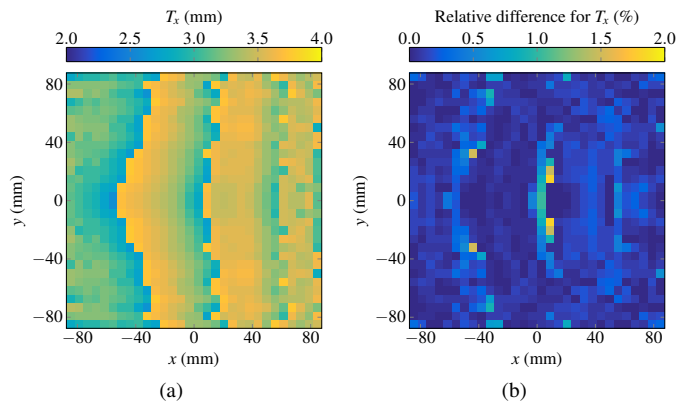 Tx (mm)
2.0 2.5 3.0 3.5 4.0
80
40
0
−40
−80
−80 −40 0 40 80
y (mm)
x (mm)
(a)
Relative difference for Tx (%)
0.0 0.5 1.0 1.5 2.0
80
40
0
−40
−80
−80 −40 0 40 80
y (mm)
x (mm)
(b)